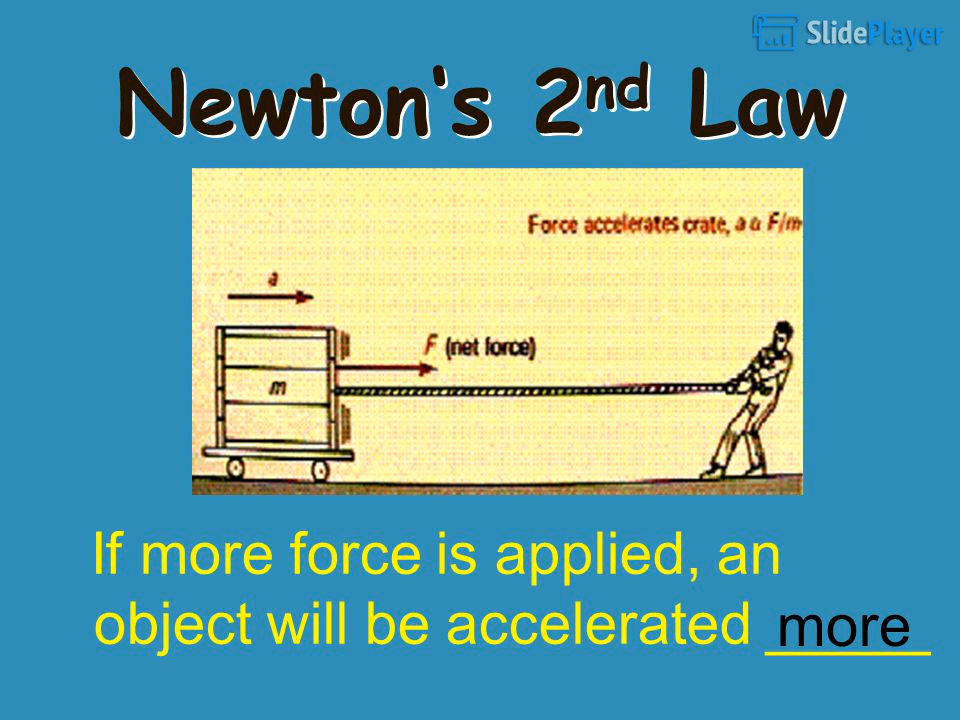 SlidePlayer
Newton‘s 2nd Law
Force accelerates crate, a α F/m
a
F (net force)
m
If more force is applied, an
object will be accelerated more